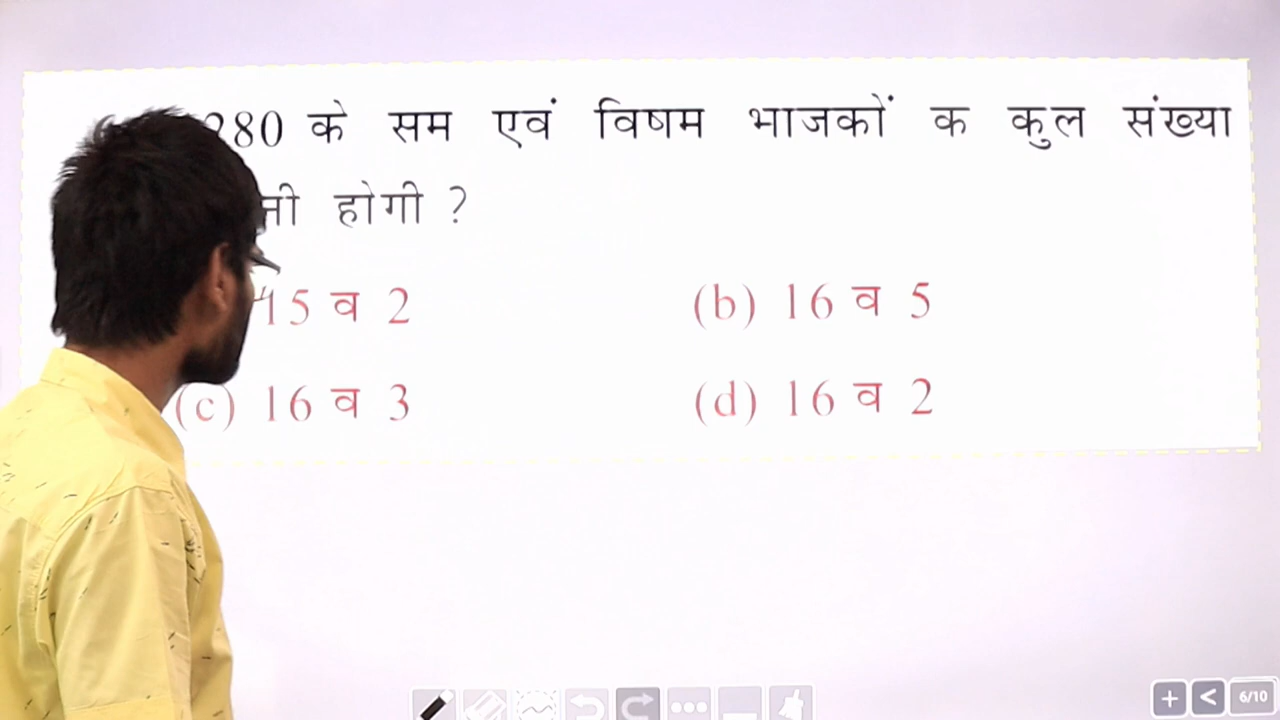 280 के सम एवं विषम भाजकों क कुल संख्या
होगी ?
15 व 2 (b) 16 व 5
(c) 16 व 3 (d) 16 व 2
6/10